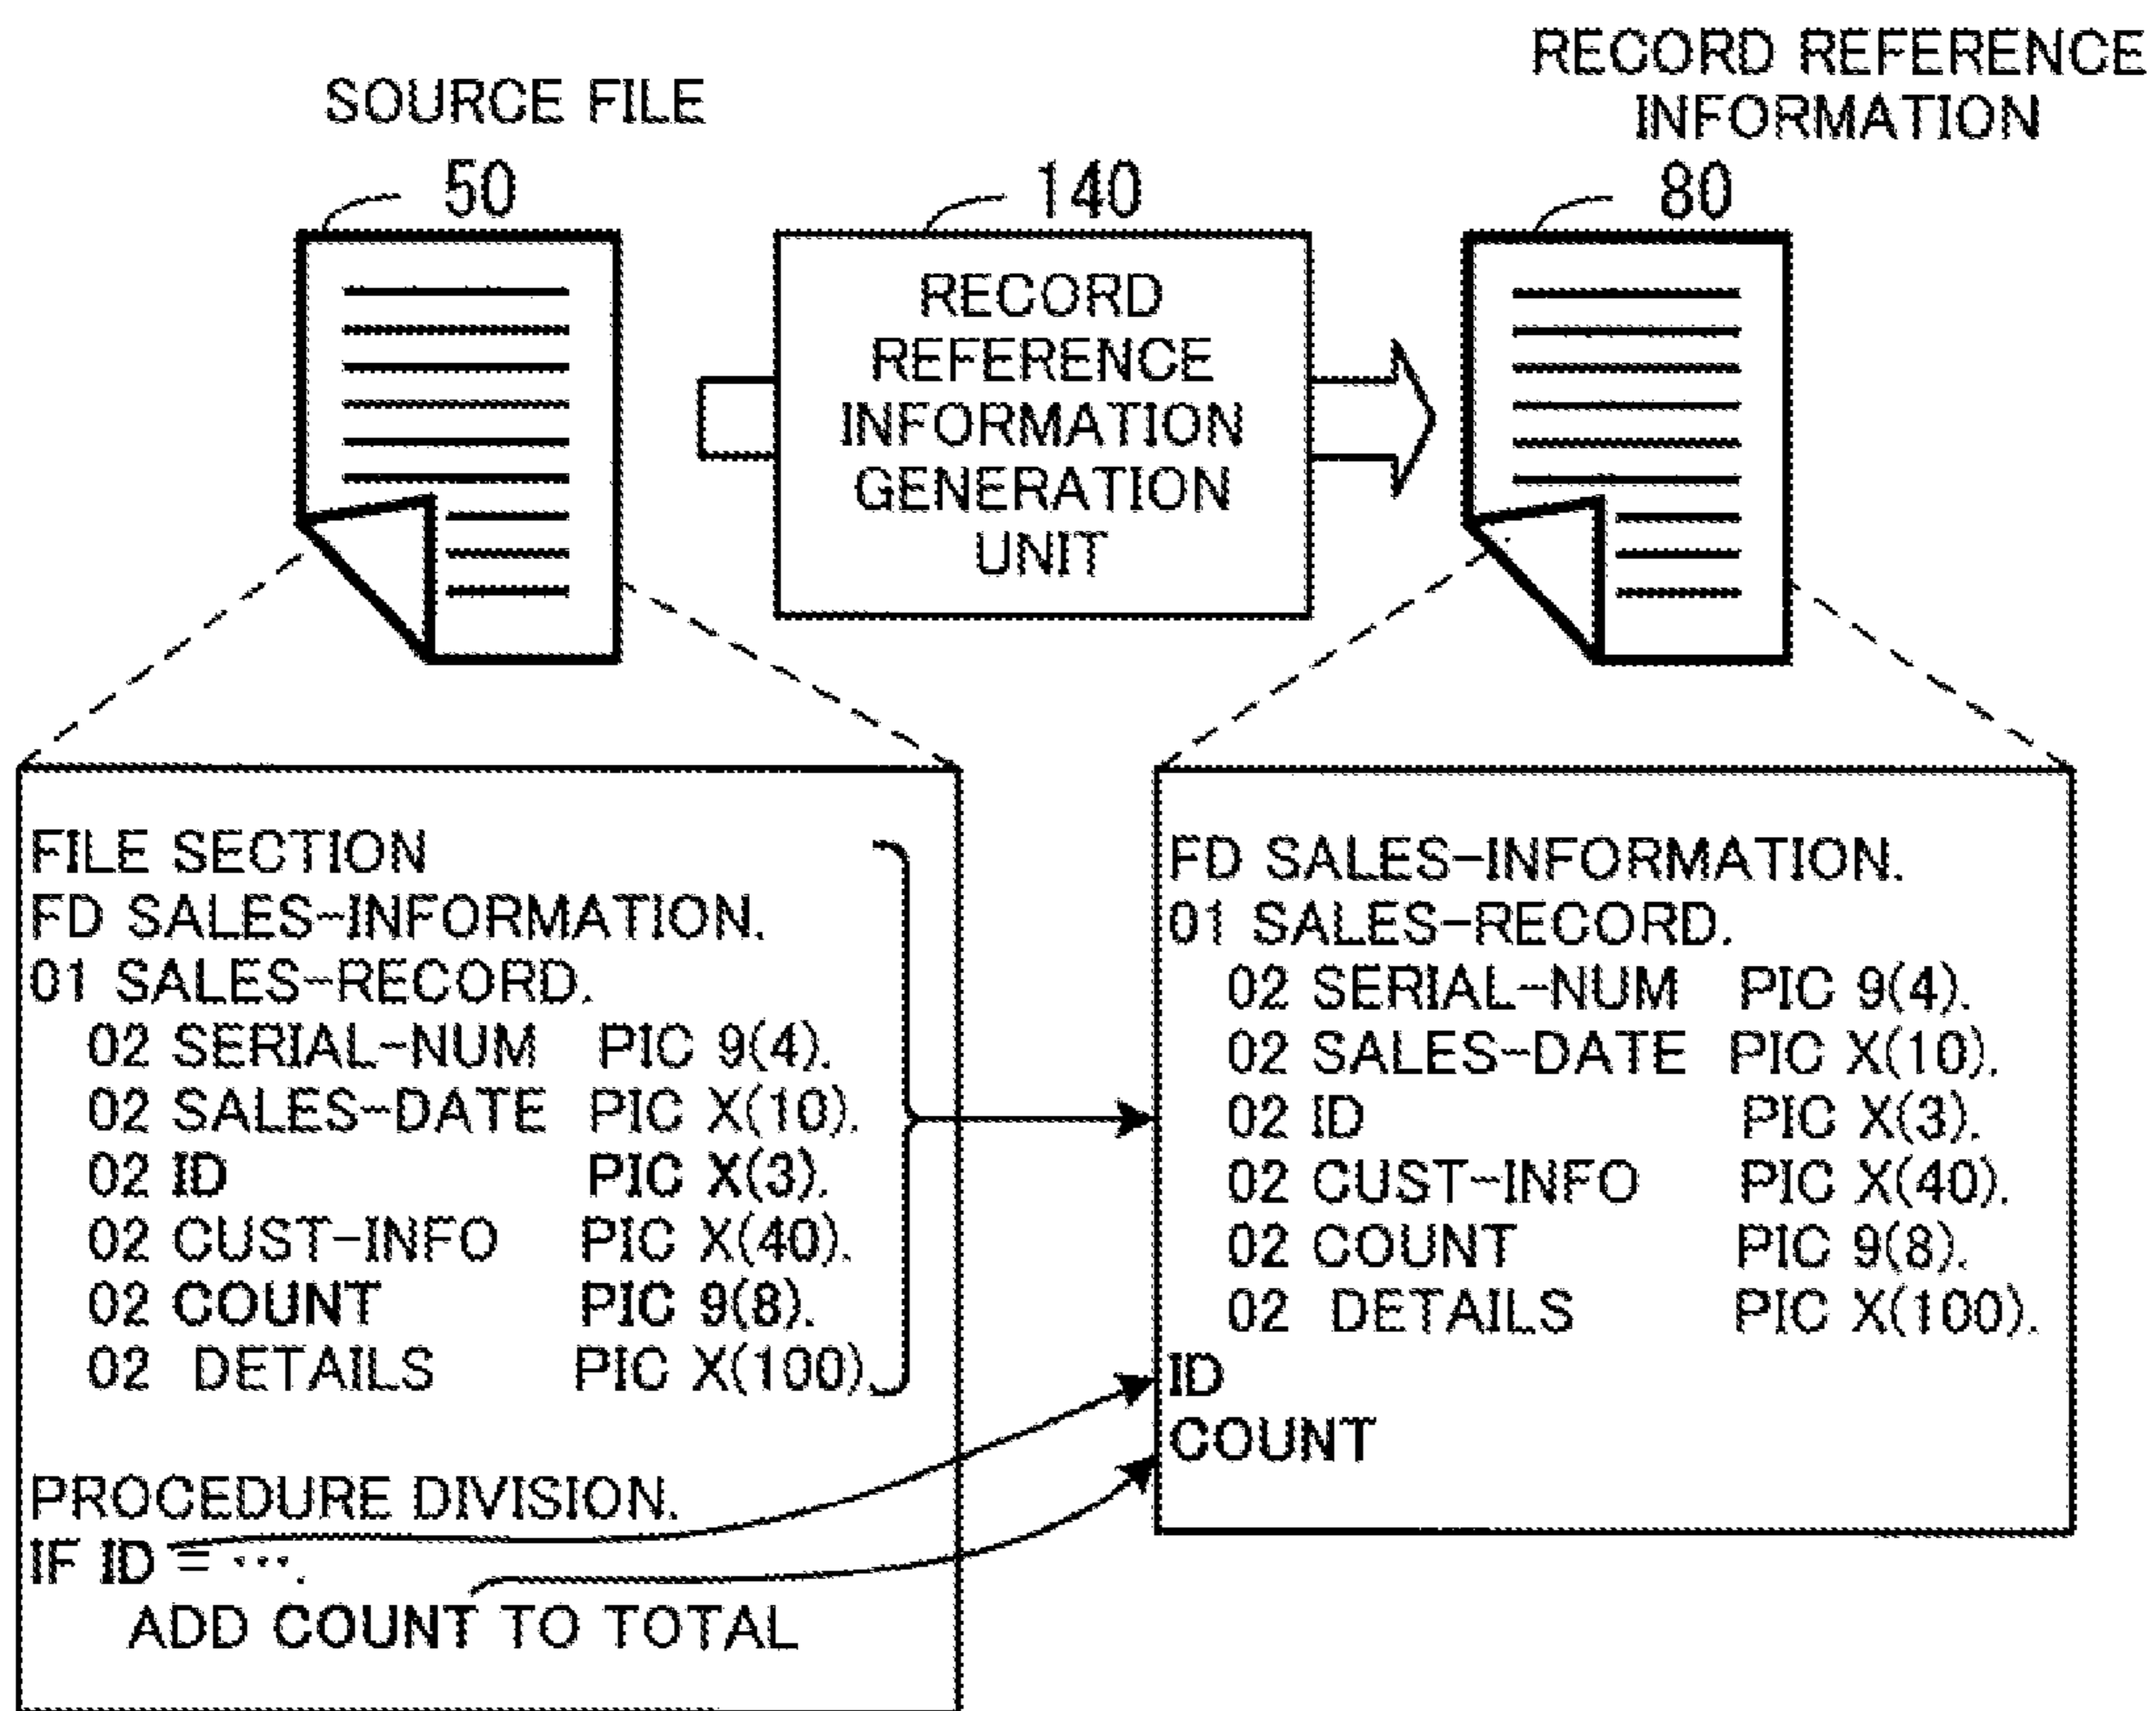 SOURCE FILE
50
140
RECORD REFERENCE
INFORMATION
80
RECORD
REFERENCE
INFORMATION
GENERATION
UNIT
FILE SECTION
FD SALES-INFORMATION.
01 SALES-RECORD.
02 SERIAL-NUM PIC 9(4).
02 SALES-DATE PIC X(10).
02 ID PIC X(3).
02 CUST-INFO PIC X(40).
02 COUNT PIC 9(8).
02 DETAILS PIC X(100).
PROCEDURE DIVISION.
IF ID = ….
ADD COUNT TO TOTAL
FD SALES-INFORMATION.
01 SALES-RECORD.
02 SERIAL-NUM PIC 9(4).
02 SALES-DATE PIC X(10).
02 ID PIC X(3).
02 CUST-INFO PIC X(40).
02 COUNT PIC 9(8).
02 DETAILS PIC X(100).
ID
COUNT